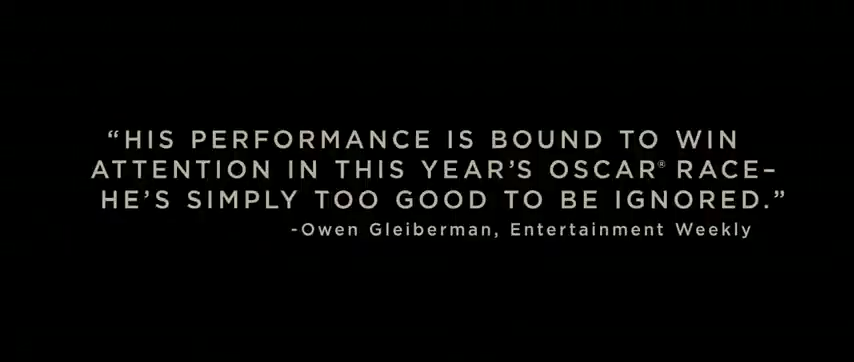 “HIS PERFORMANCE IS BOUND TO WIN
ATTENTION IN THIS YEAR’S OSCAR® RACE–
HE’S SIMPLY TOO GOOD TO BE IGNORED.”
-Owen Gleiberman, Entertainment Weekly